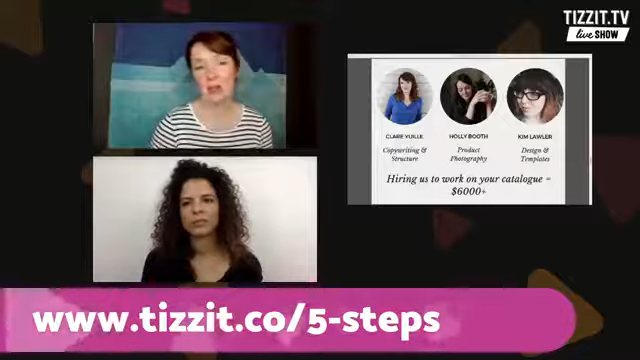 TIZZIT.TV
live SHOW
CLARE YUILLE
HOLLY BOOTH
KIM LAWLER
Copywriting & Structure
Product Photography
Design & Templates
Hiring us to work on your catalogue =
$6000+
www.tizzit.co/5-steps